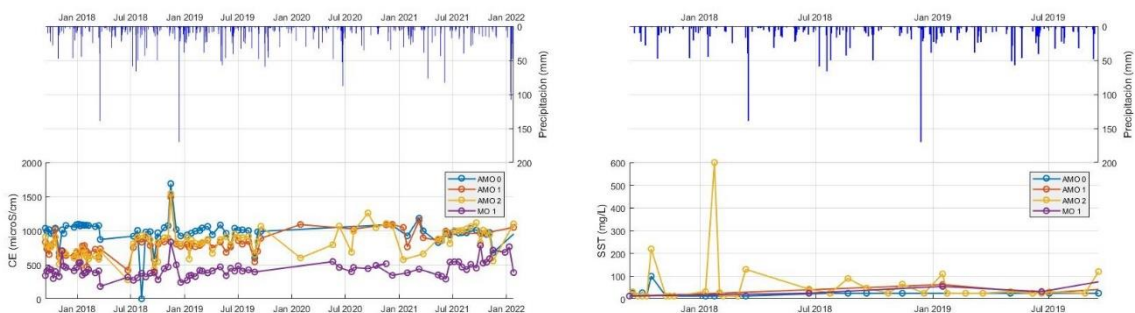 Jan 2018 Jul 2018 Jan 2019 Jul 2019 Jan 2020 Jul 2020 Jan 2021 Jul 2021 Jan 2022
0
50
100
150
200
Precipitación (mm)
2000
1500
1000
500
0
CE (microS/cm)
AMO 0
AMO 1
AMO 2
MO 1
Jan 2018 Jul 2018 Jan 2019 Jul 2019 Jan 2020 Jul 2020 Jan 2021 Jul 2021 Jan 2022
Jan 2018 Jul 2018 Jan 2019 Jul 2019
0
50
100
150
200
Precipitación (mm)
600
500
400
300
200
100
0
SST (mg/L)
AMO 0
AMO 1
AMO 2
MO 1
Jan 2018 Jul 2018 Jan 2019 Jul 2019